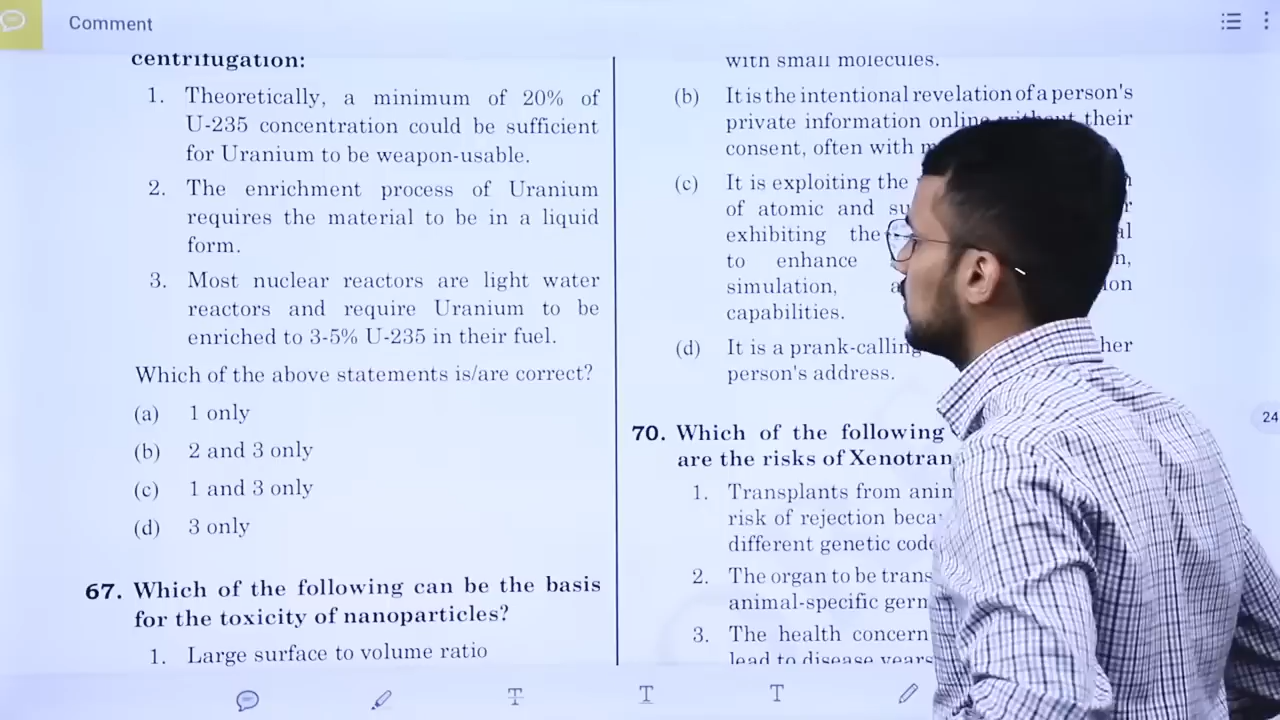 Comment
centrifugation:
1. Theoretically, a minimum of 20% of
U-235 concentration could be sufficient
for Uranium to be weapon-usable.
2. The enrichment process of Uranium
requires the material to be in a liquid
form.
3. Most nuclear reactors are light water
reactors and require Uranium to be
enriched to 3-5% U-235 in their fuel.
Which of the above statements is/are correct?
(a) 1 only
(b) 2 and 3 only
(c) 1 and 3 only
(d) 3 only
67. Which of the following can be the basis
for the toxicity of nanoparticles?
1. Large surface to volume ratio
with small molecules.
(b) It is the intentional revelation of a person's
private information online without their
consent, often with
(c) It is exploiting the
of atomic and
exhibiting the
to enhance
simulation,
capabilities.
(d) It is a prank-calling
person's address.
70. Which of the following
are the risks of
1. Transplants from
risk of rejection
different genetic
2. The organ to be
animal-specific
3. The health concern
lead to disease years
24